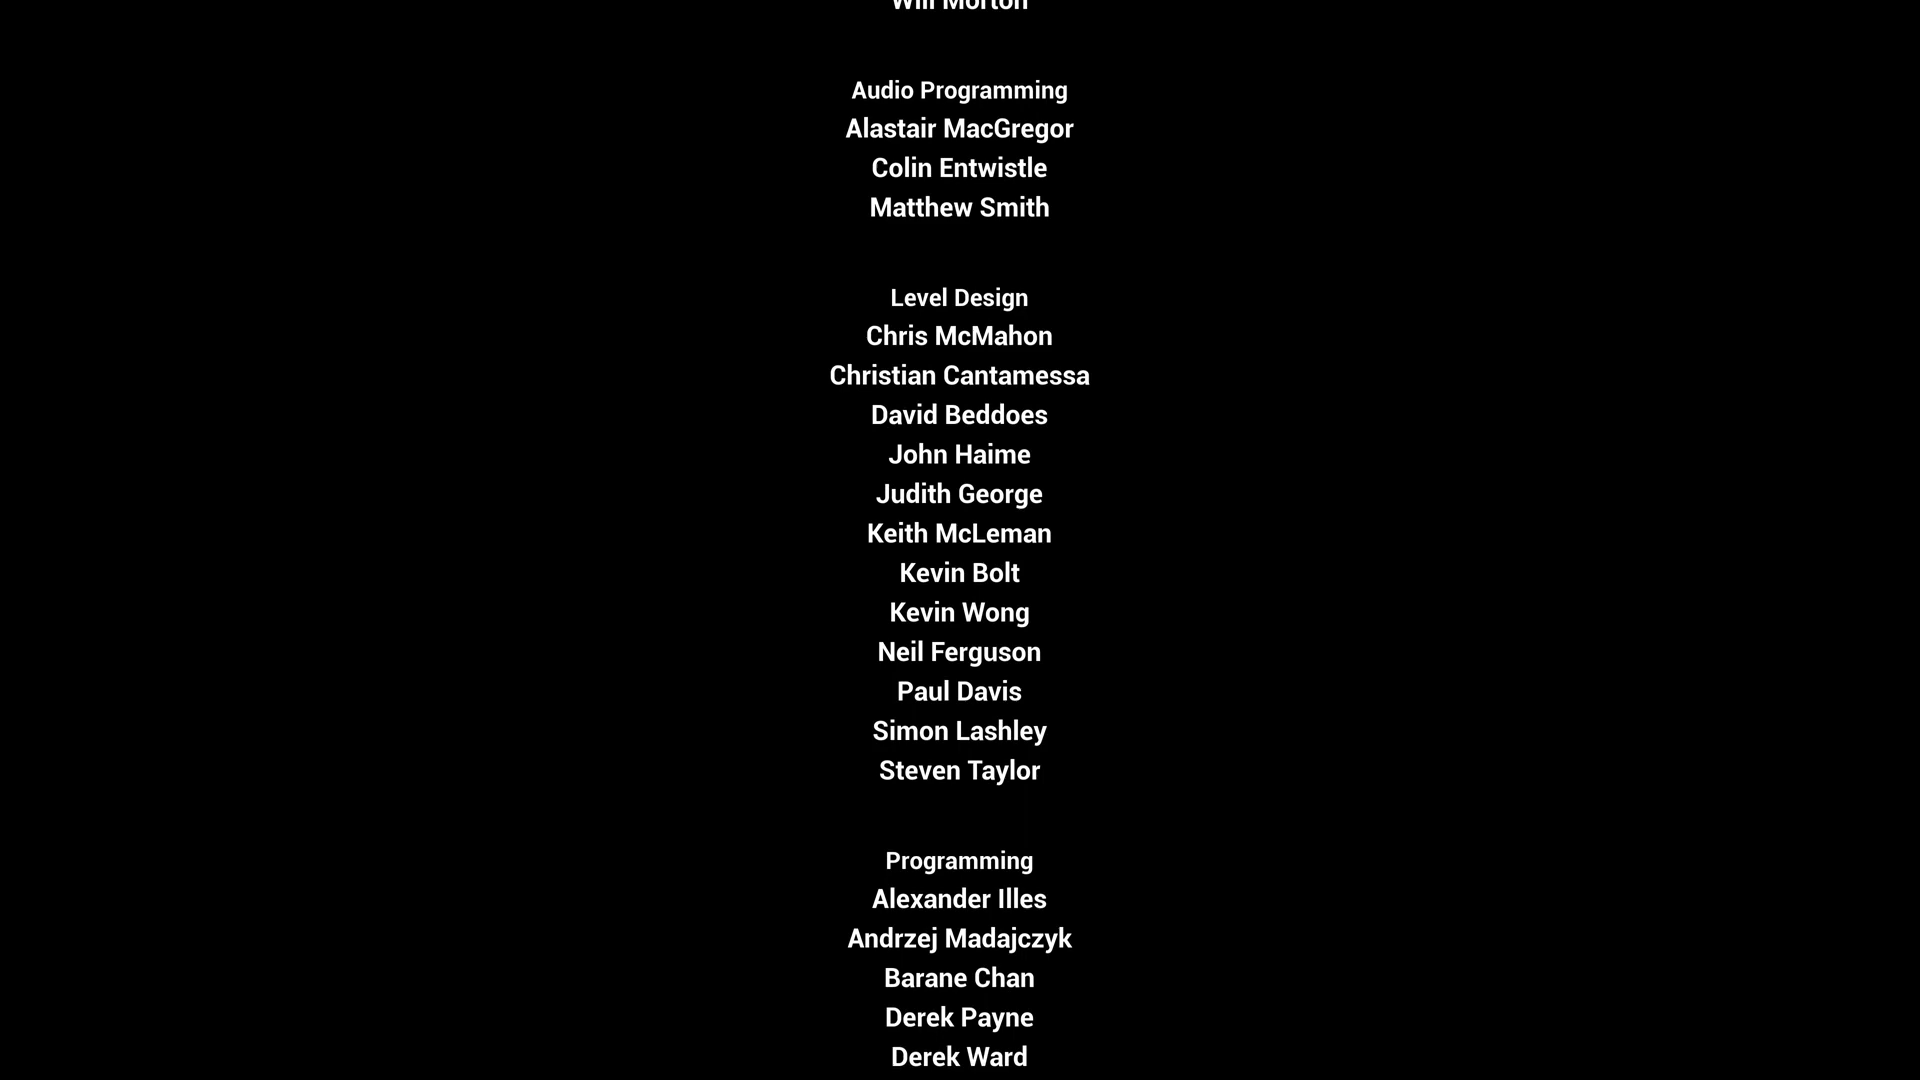 Will Morton
Audio Programming
Alastair MacGregor
Colin Entwistle
Matthew Smith
Level Design
Chris McMahon
Christian Cantamessa
David Beddoes
John Haime
Judith George
Keith McLeman
Kevin Bolt
Kevin Wong
Neil Ferguson
Paul Davis
Simon Lashley
Steven Taylor
Programming
Alexander Illes
Andrzej Madajczyk
Barane Chan
Derek Payne
Derek Ward